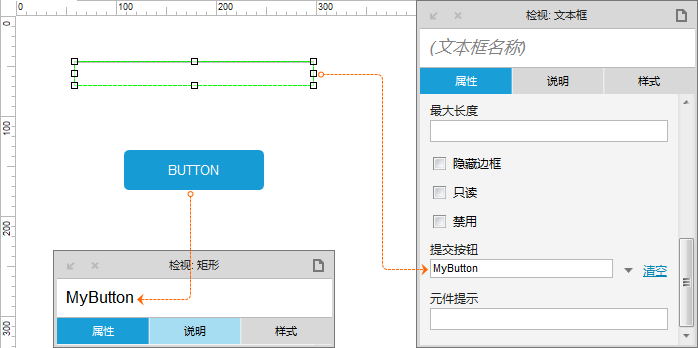 0 100 200 300
0
100
200
300
BUTTON
检视: 矩形
MyButton
属性 说明 样式
检视: 文本框
(文本框名称)
属性 说明 样式
最大长度
隐藏边框
只读
禁用
提交按钮
MyButton 清空
元件提示